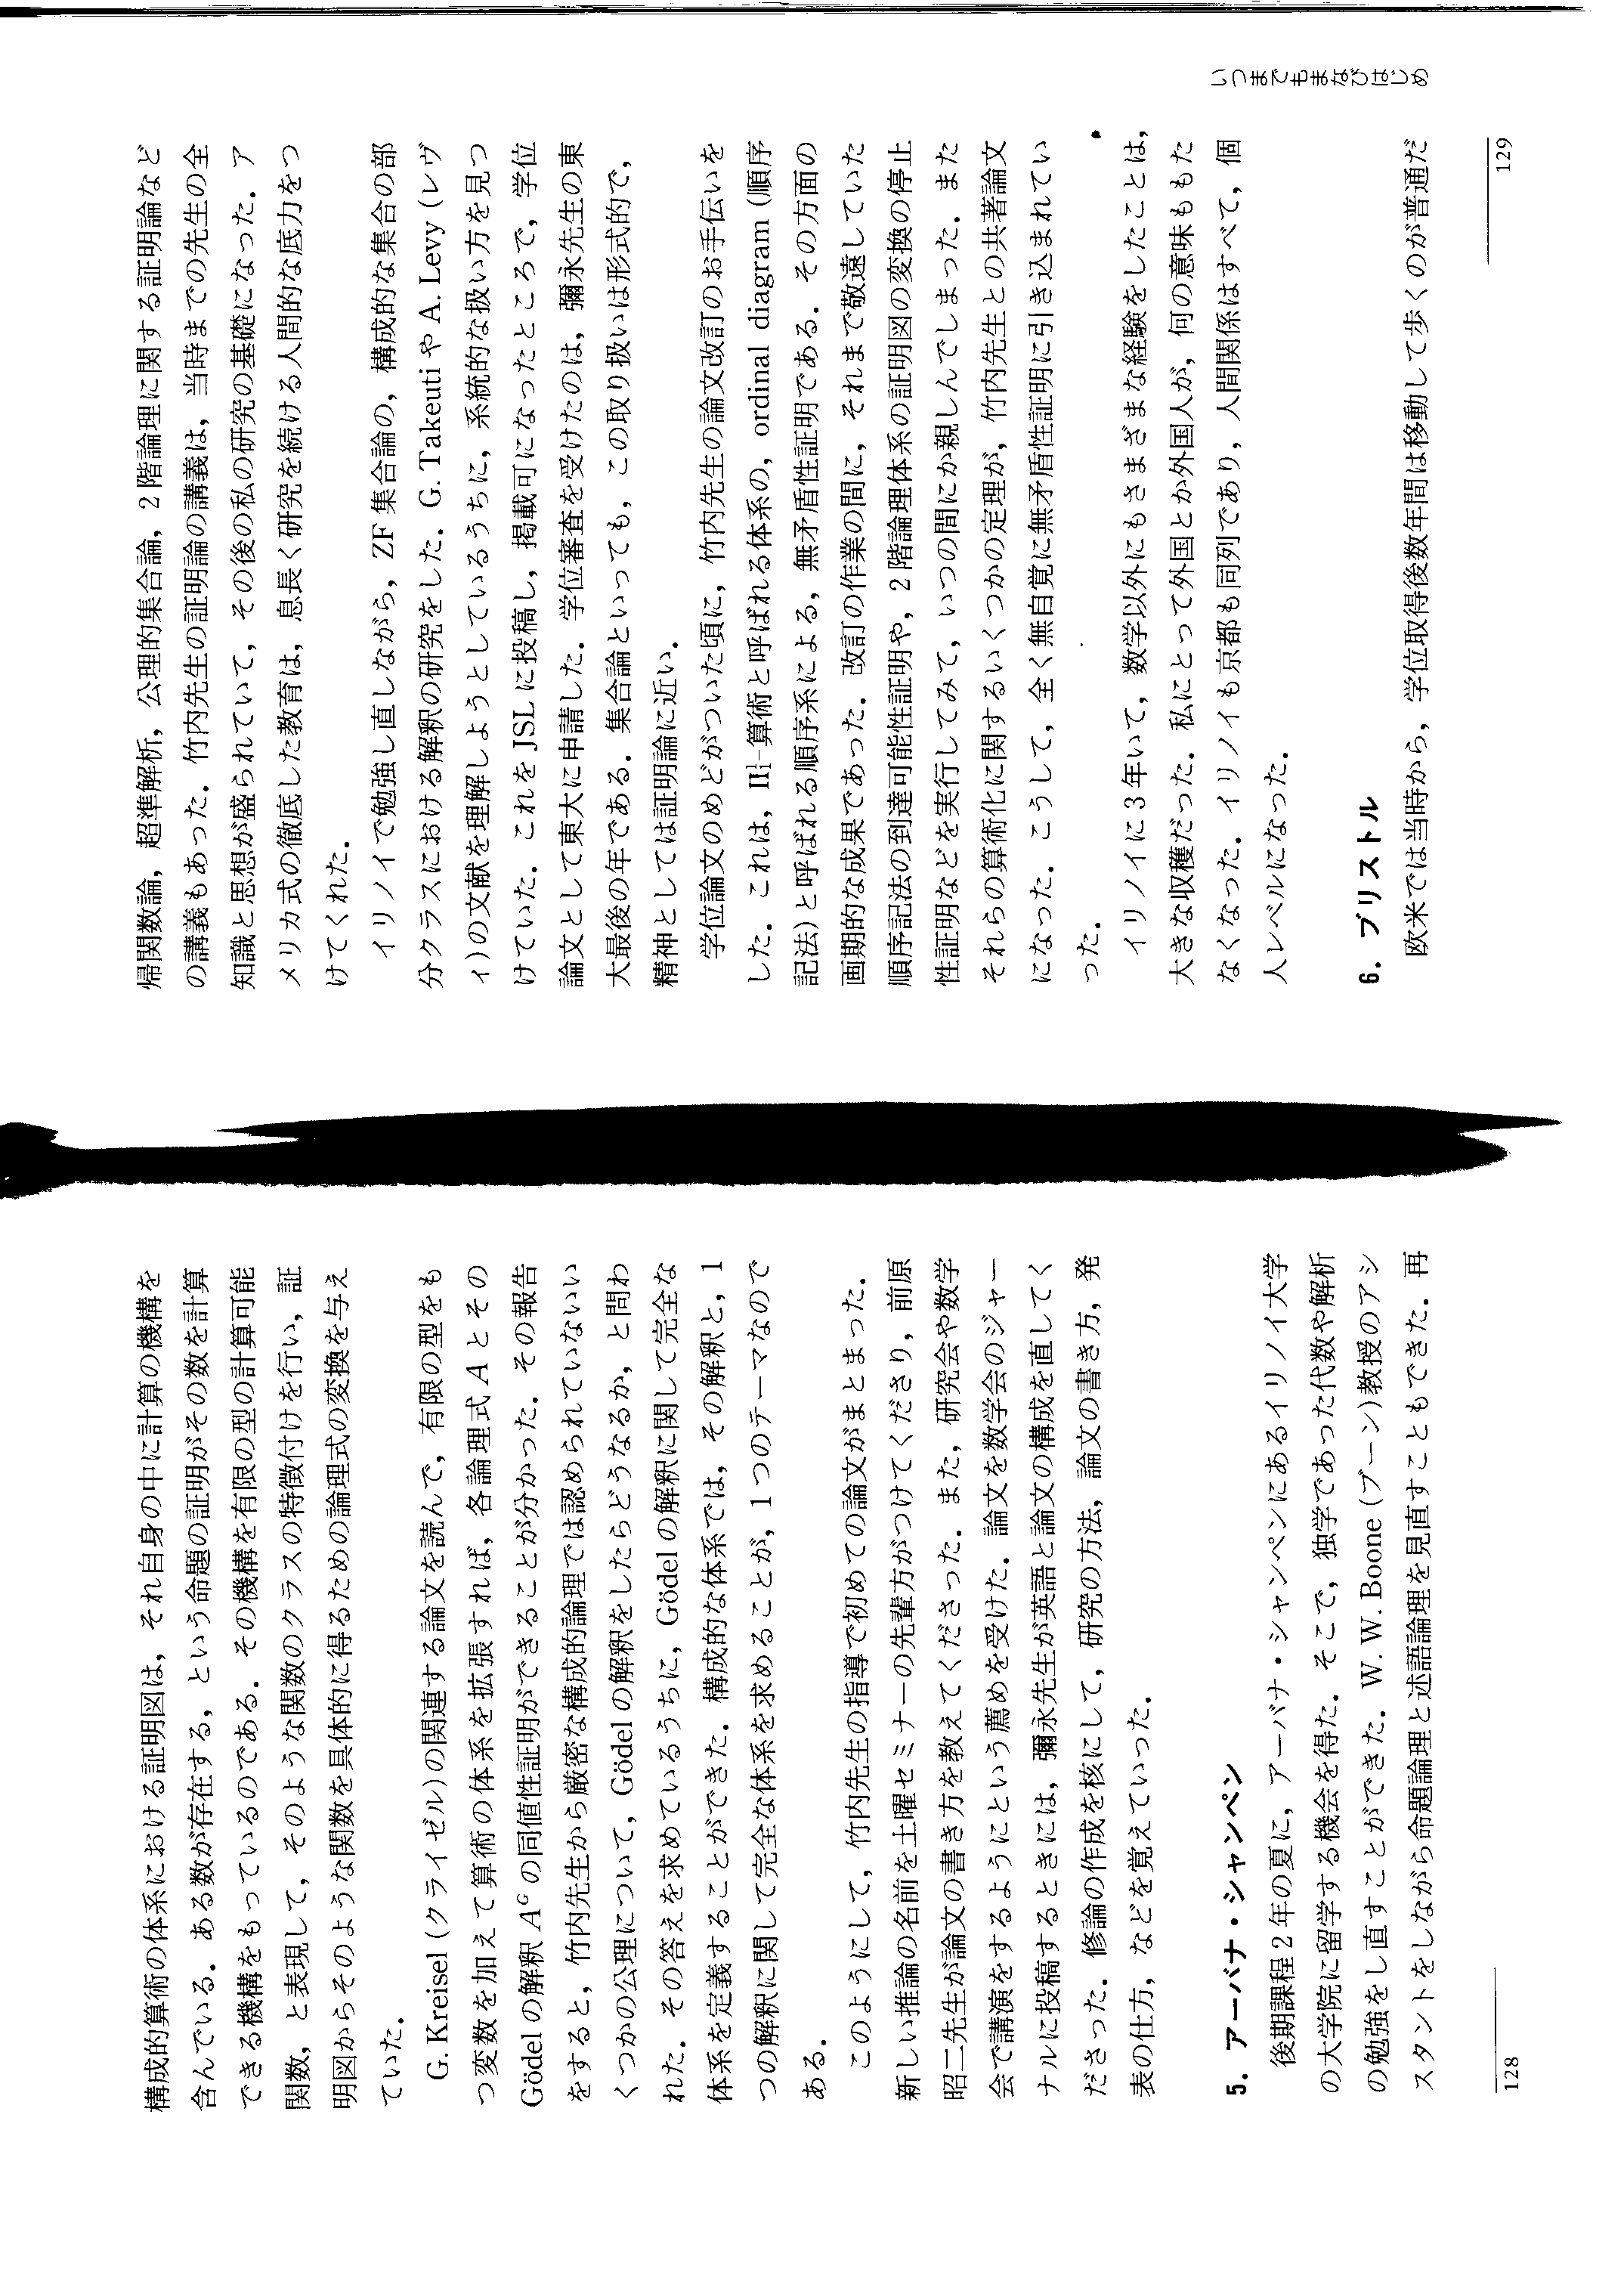 構成的算術の体系における証明図は，それ自身の中に計算の機構を
含んでいる．ある数が存在する，という命題の証明がその数を計算
できる機構をもっているのである．その機構を有限の型の計算可能
関数，と表現して，そのような関数のクラスの特徴付けを行い，証
明図からそのような関数を具体的に得るための論理式の変換を与え
ていた．
G. Kreisel (クライゼル)の関連する論文を読んで，有限の型をも
つ変数を加えて算術の体系を拡張すれば，各論理式 A とその
Gödel の解釈 Aᴳ の同値性証明ができることが分かった．その報告
をすると，竹内先生から厳密な構成的論理では認められていないい
くつかの公理について，Gödel の解釈をしたらどうなるか，と問わ
れた．その答えを求めているうちに，Gödel の解釈に関して完全な
体系を定義することができた．構成的な体系では，その解釈と，1
つの解釈に関して完全な体系を求めることが，1つのテーマなので
ある．
このようにして，竹内先生の指導で初めての論文がまとまった．
新しい推論の名前を土曜セミナーの先輩方がつけてくださり，前原
昭二先生が論文の書き方を教えてくださった．また，研究会や数学
会で講演をするようにという薦めを受けた．論文を数学会のジャー
ナルに投稿するときには，彌永先生が英語と論文の構成を直してく
ださった．修論の作成を核にして，研究の方法，論文の書き方，発
表の仕方，などを覚えていった．
5. アーバナ・シャンペン
後期課程2年の夏に，アーバナ・シャンペンにあるイリノイ大学
の大学院に留学する機会を得た．そこで，独学であった代数や解析
の勉強をし直すことができた．W. W. Boone (ブーン)教授のアシ
スタントをしながら命題論理と述語論理を見直すこともできた．再
128
帰関数論，超準解析，公理的集合論，2階論理に関する証明論など
の講義もあった．竹内先生の証明論の講義は，当時までの先生の全
知識と思想が盛られていて，その後の私の研究の基礎になった．ア
メリカ式の徹底した教育は，息長く研究を続ける人間的な底力をつ
けてくれた．
イリノイで勉強し直しながら，ZF 集合論の，構成的な集合の部
分クラスにおける解釈の研究をした．G. Takeuti や A. Levy (レヴ
ィ)の文献を理解しようとしているうちに，系統的な扱い方を見つ
けていた．これを JSL に投稿し，掲載可になったところで，学位
論文として東大に申請した．学位審査を受けたのは，彌永先生の東
大最後の年である．集合論といっても，この取り扱いは形式的で，
精神としては証明論に近い．
学位論文のめどがついた頃に，竹内先生の論文改訂のお手伝いを
した．これは，Π¹₁-算術と呼ばれる体系の，ordinal diagram (順序
記法)と呼ばれる順序系による，無矛盾性証明である．その方面の
画期的な成果であった．改訂の作業の間に，それまで敬遠していた
順序記法の到達可能性証明や，2階論理体系の証明図の変換の停止
性証明などを実行してみて，いつの間にか親しんでしまった．また
それらの算術化に関するいくつかの定理が，竹内先生との共著論文
になった．こうして，全く無自覚に無矛盾性証明に引き込まれてい
った．
イリノイに3年いて，数学以外にもさまざまな経験をしたことは，
大きな収穫だった．私にとって外国とか外国人が，何の意味ももた
なくなった．イリノイも京都も同列であり，人間関係はすべて，個
人レベルになった．
6. ブリストル
欧米では当時から，学位取得後数年間は移動して歩くのが普通だ
いつまでもまなびはじめ
129